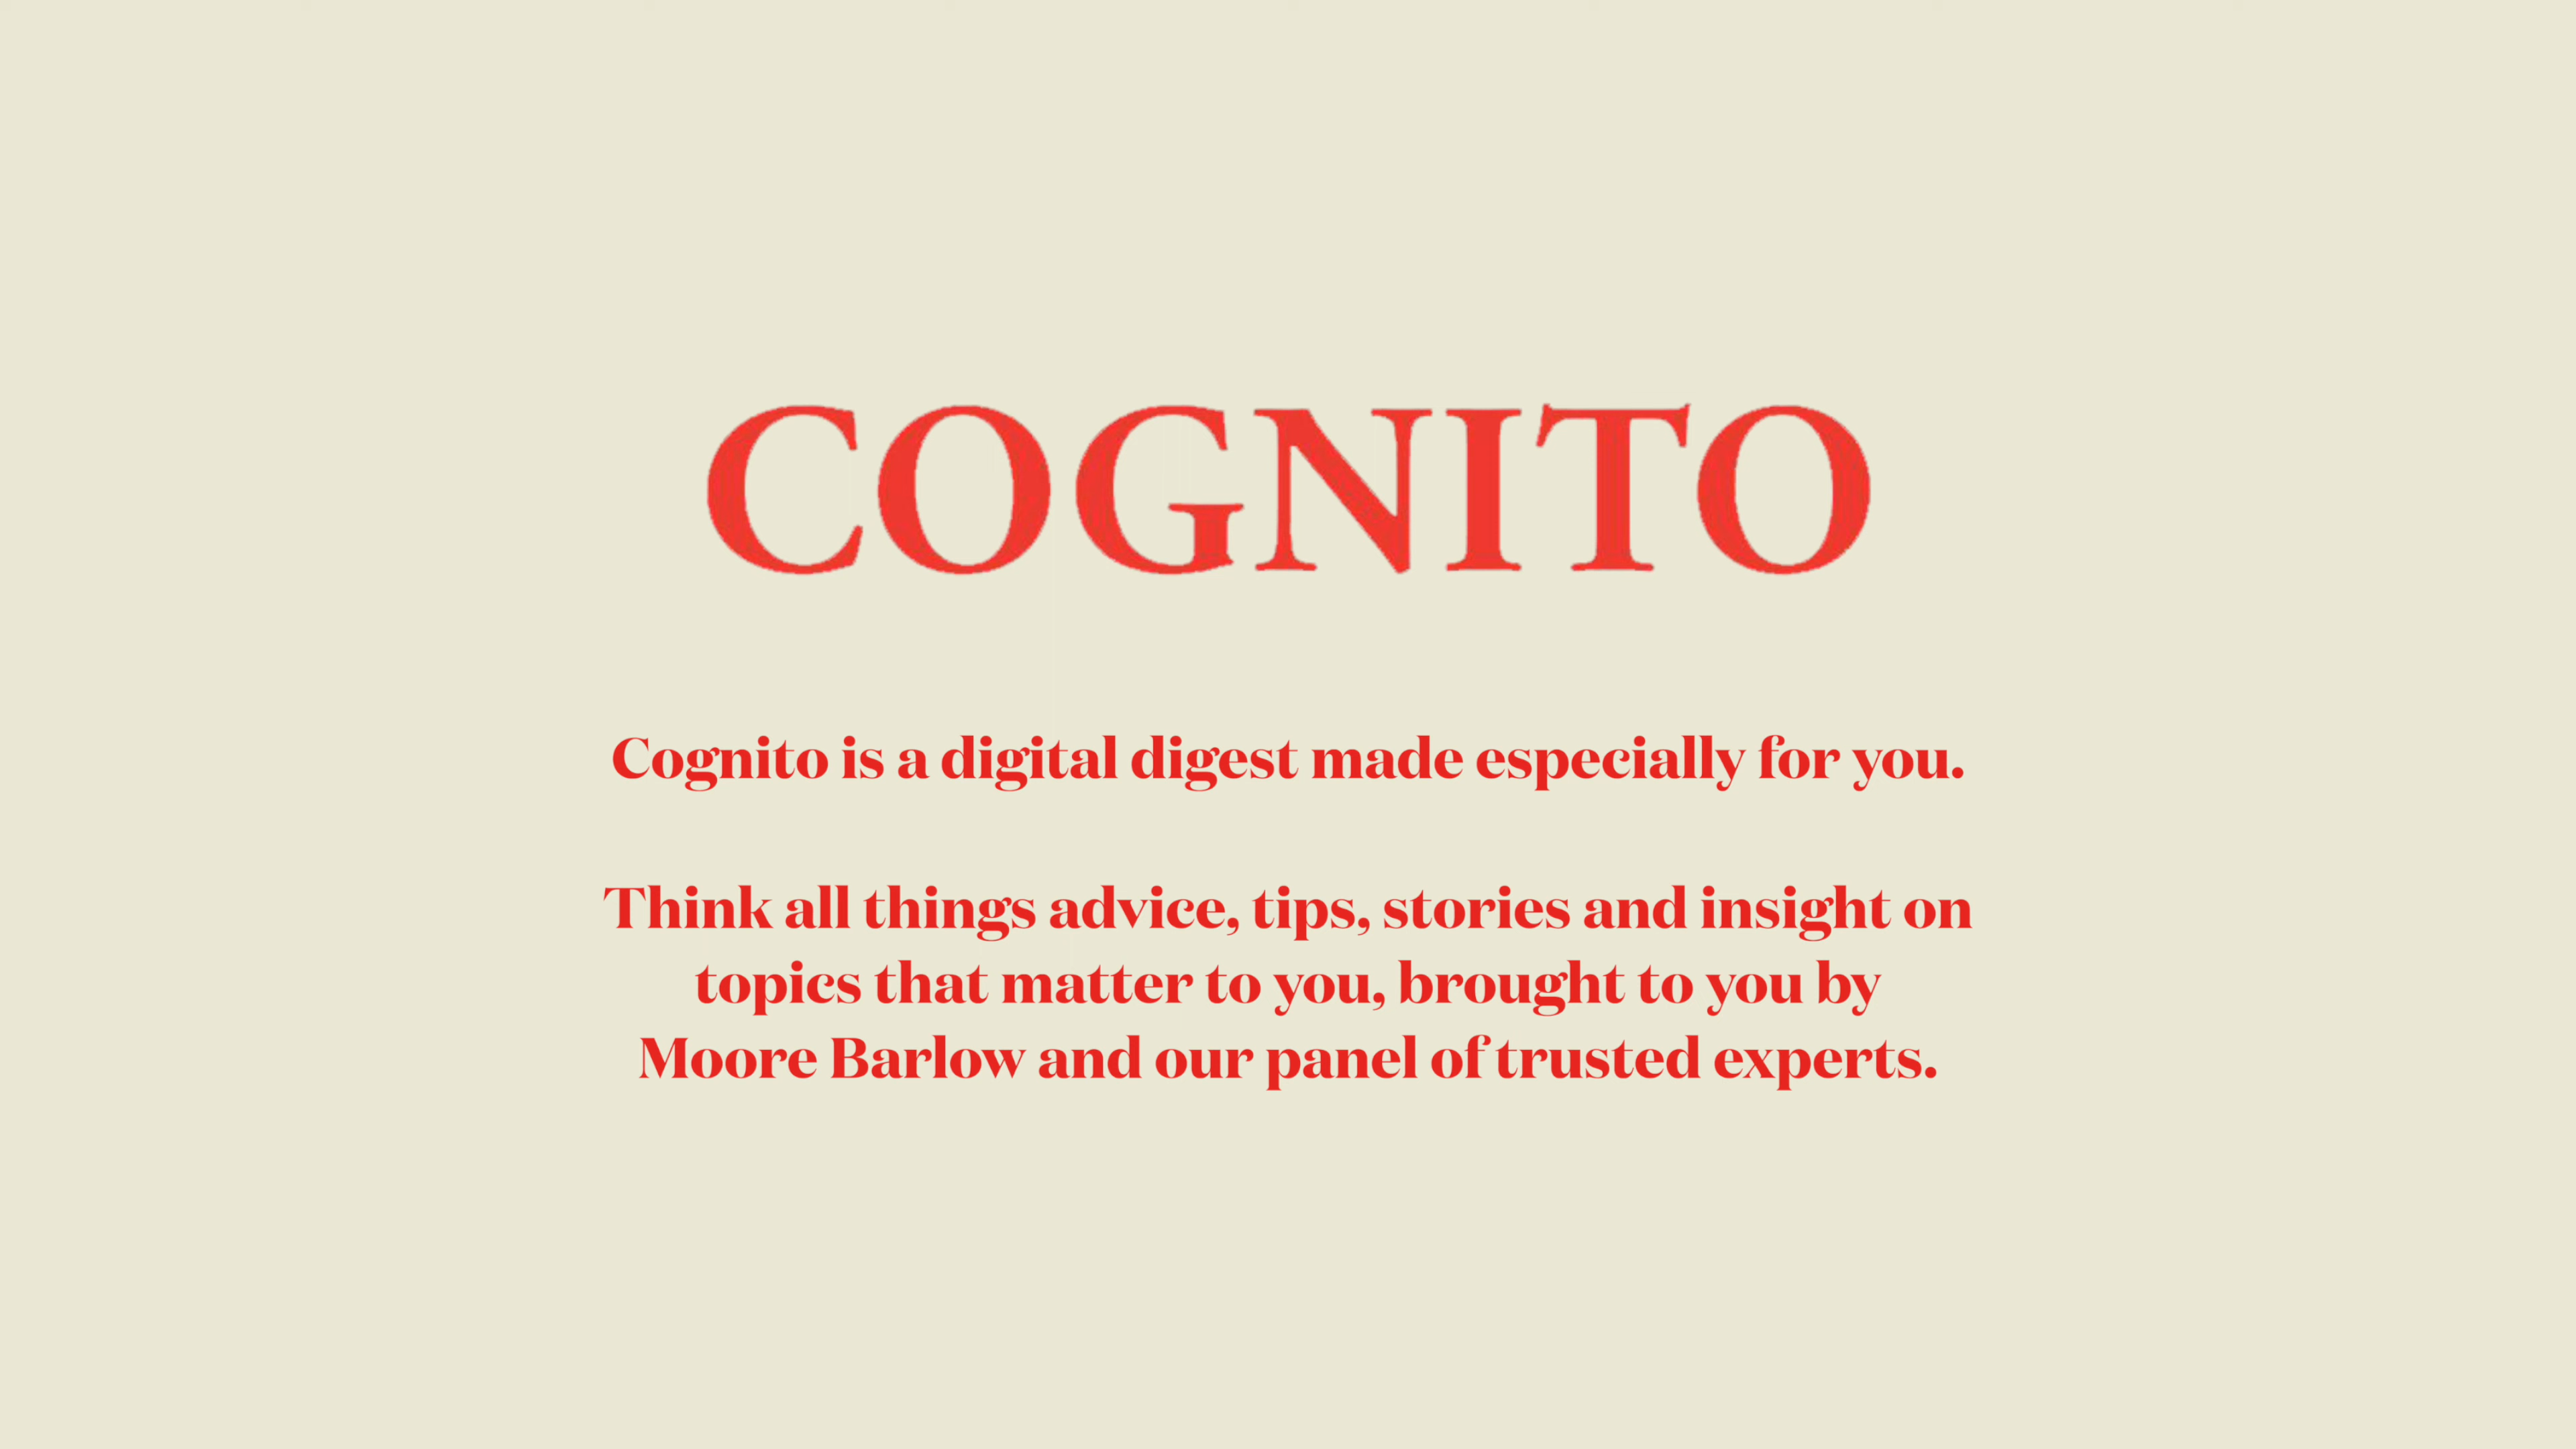 COGNITO
Cognito is a digital digest made especially for you.
Think all things advice, tips, stories and insight on
topics that matter to you, brought to you by
Moore Barlow and our panel of trusted experts.